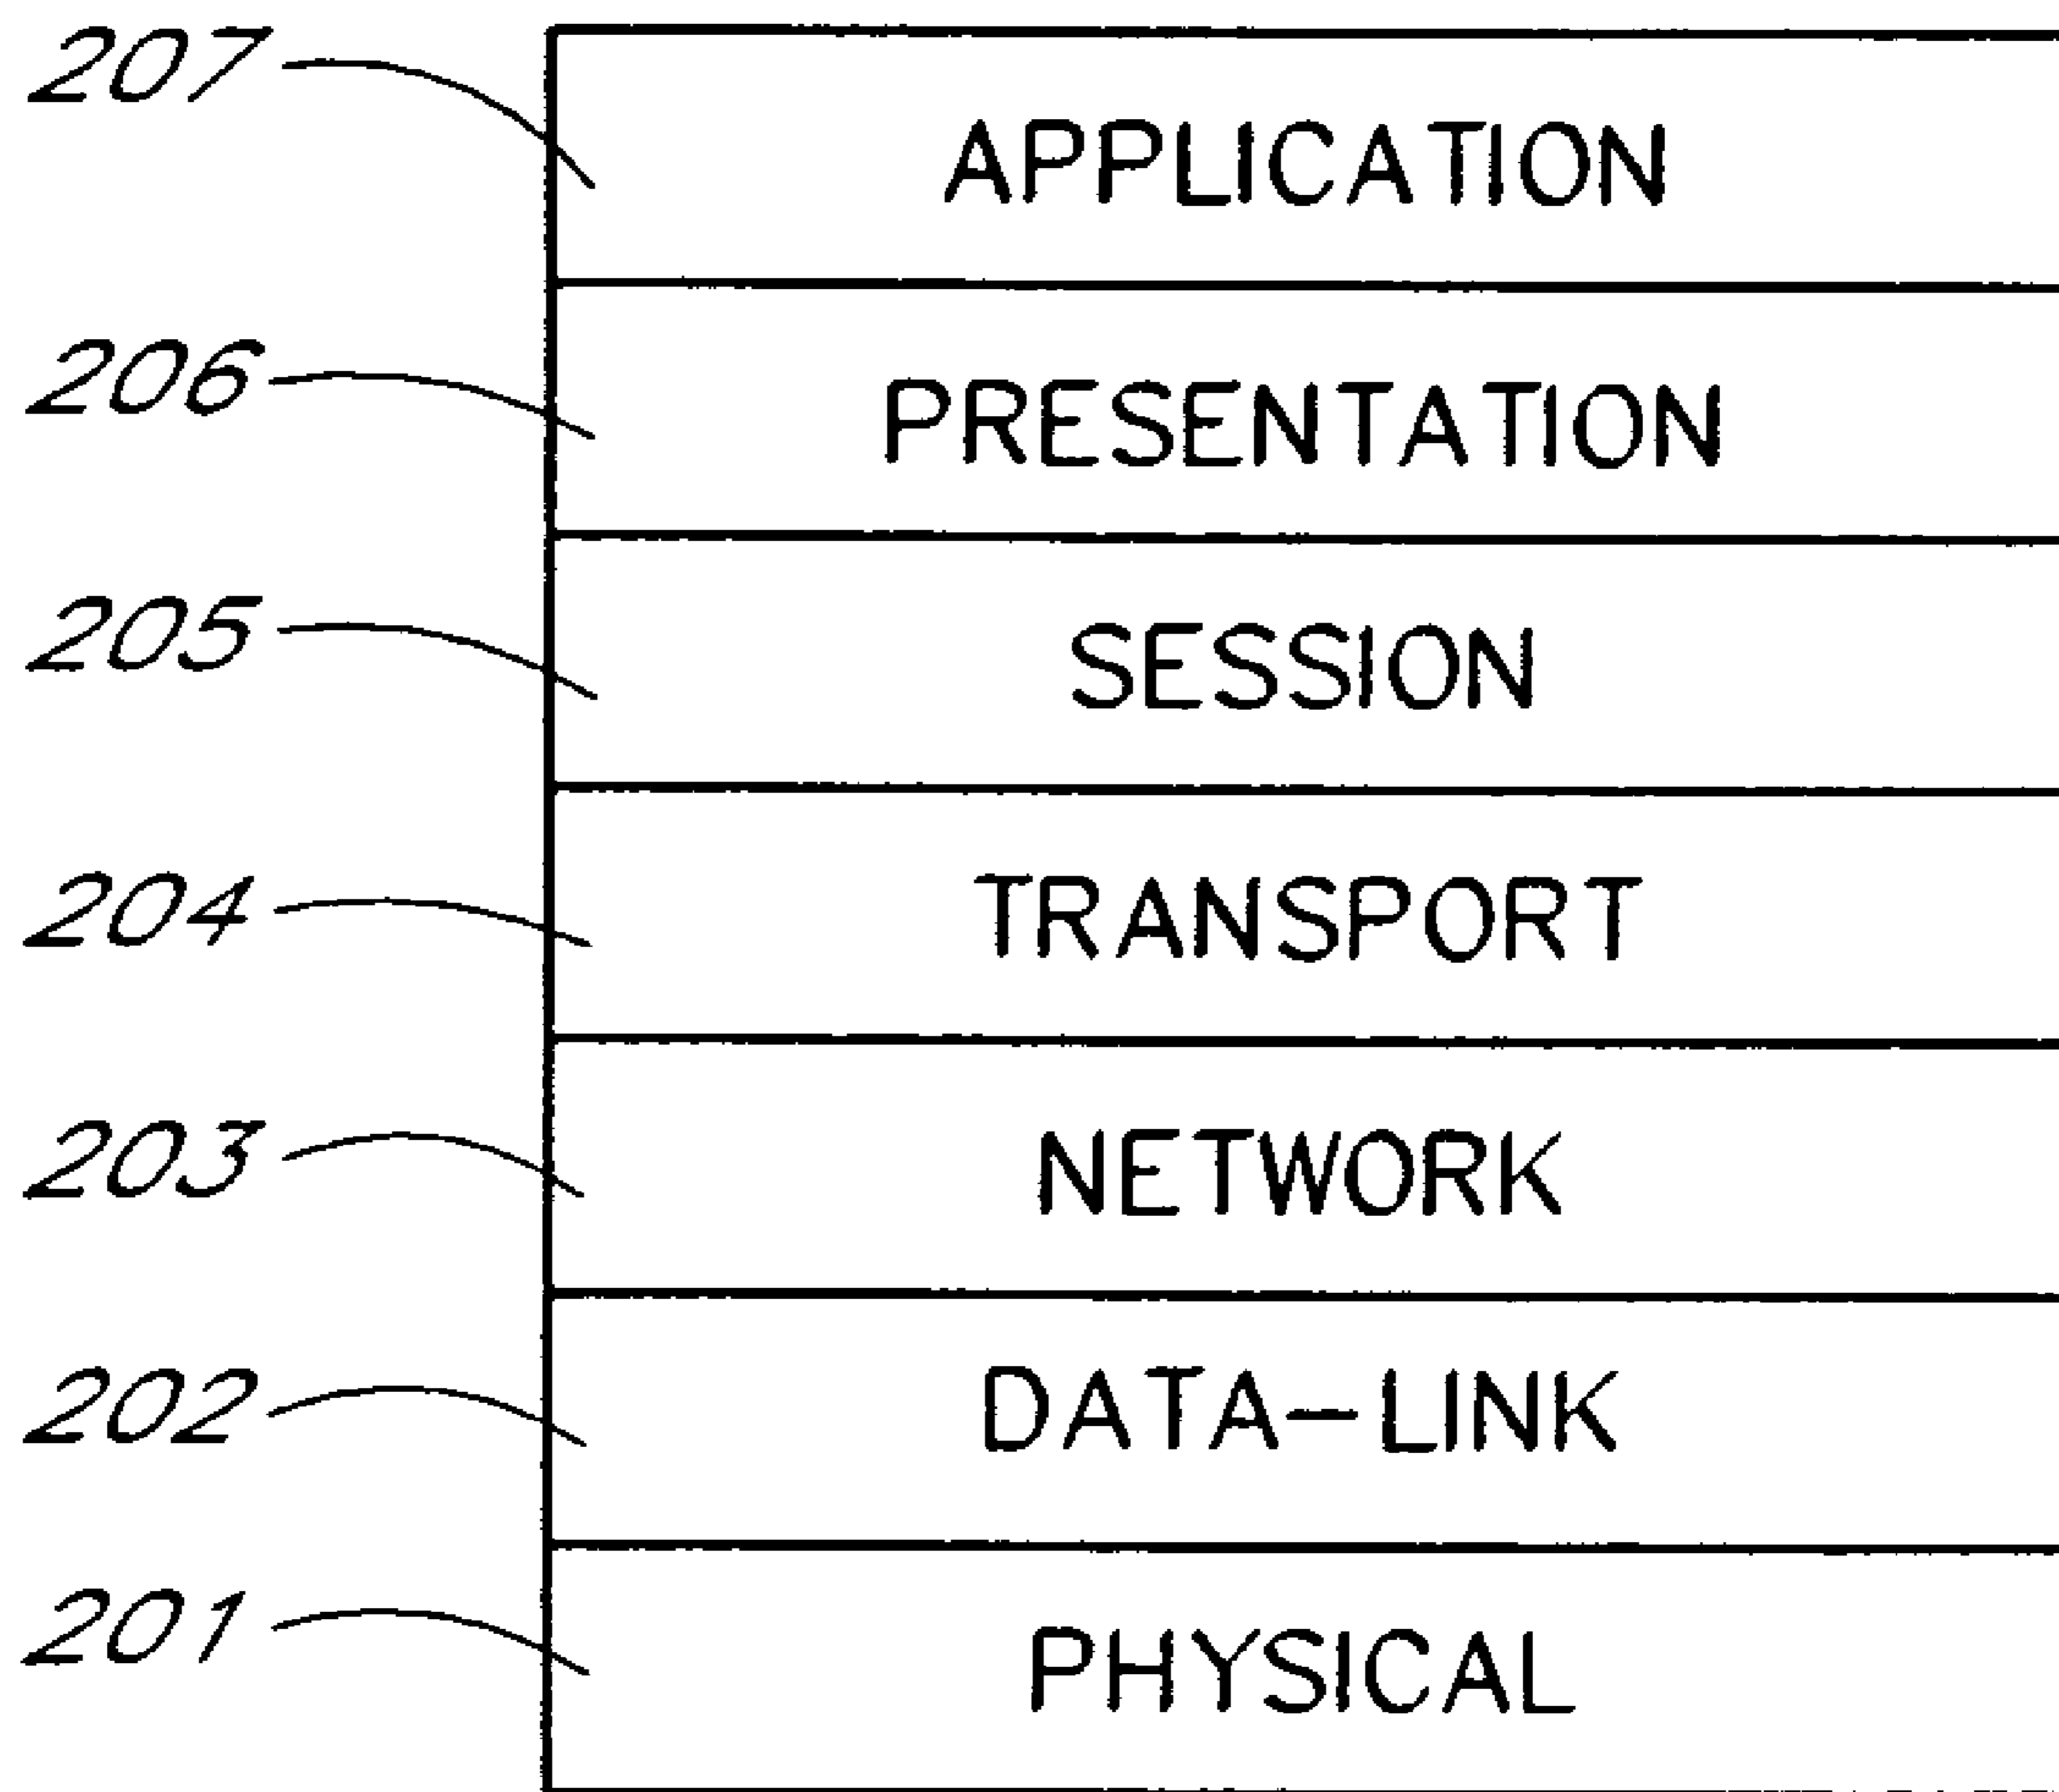 207 APPLICATION
206 PRESENTATION
205 SESSION
204 TRANSPORT
203 NETWORK
202 DATA-LINK
201 PHYSICAL